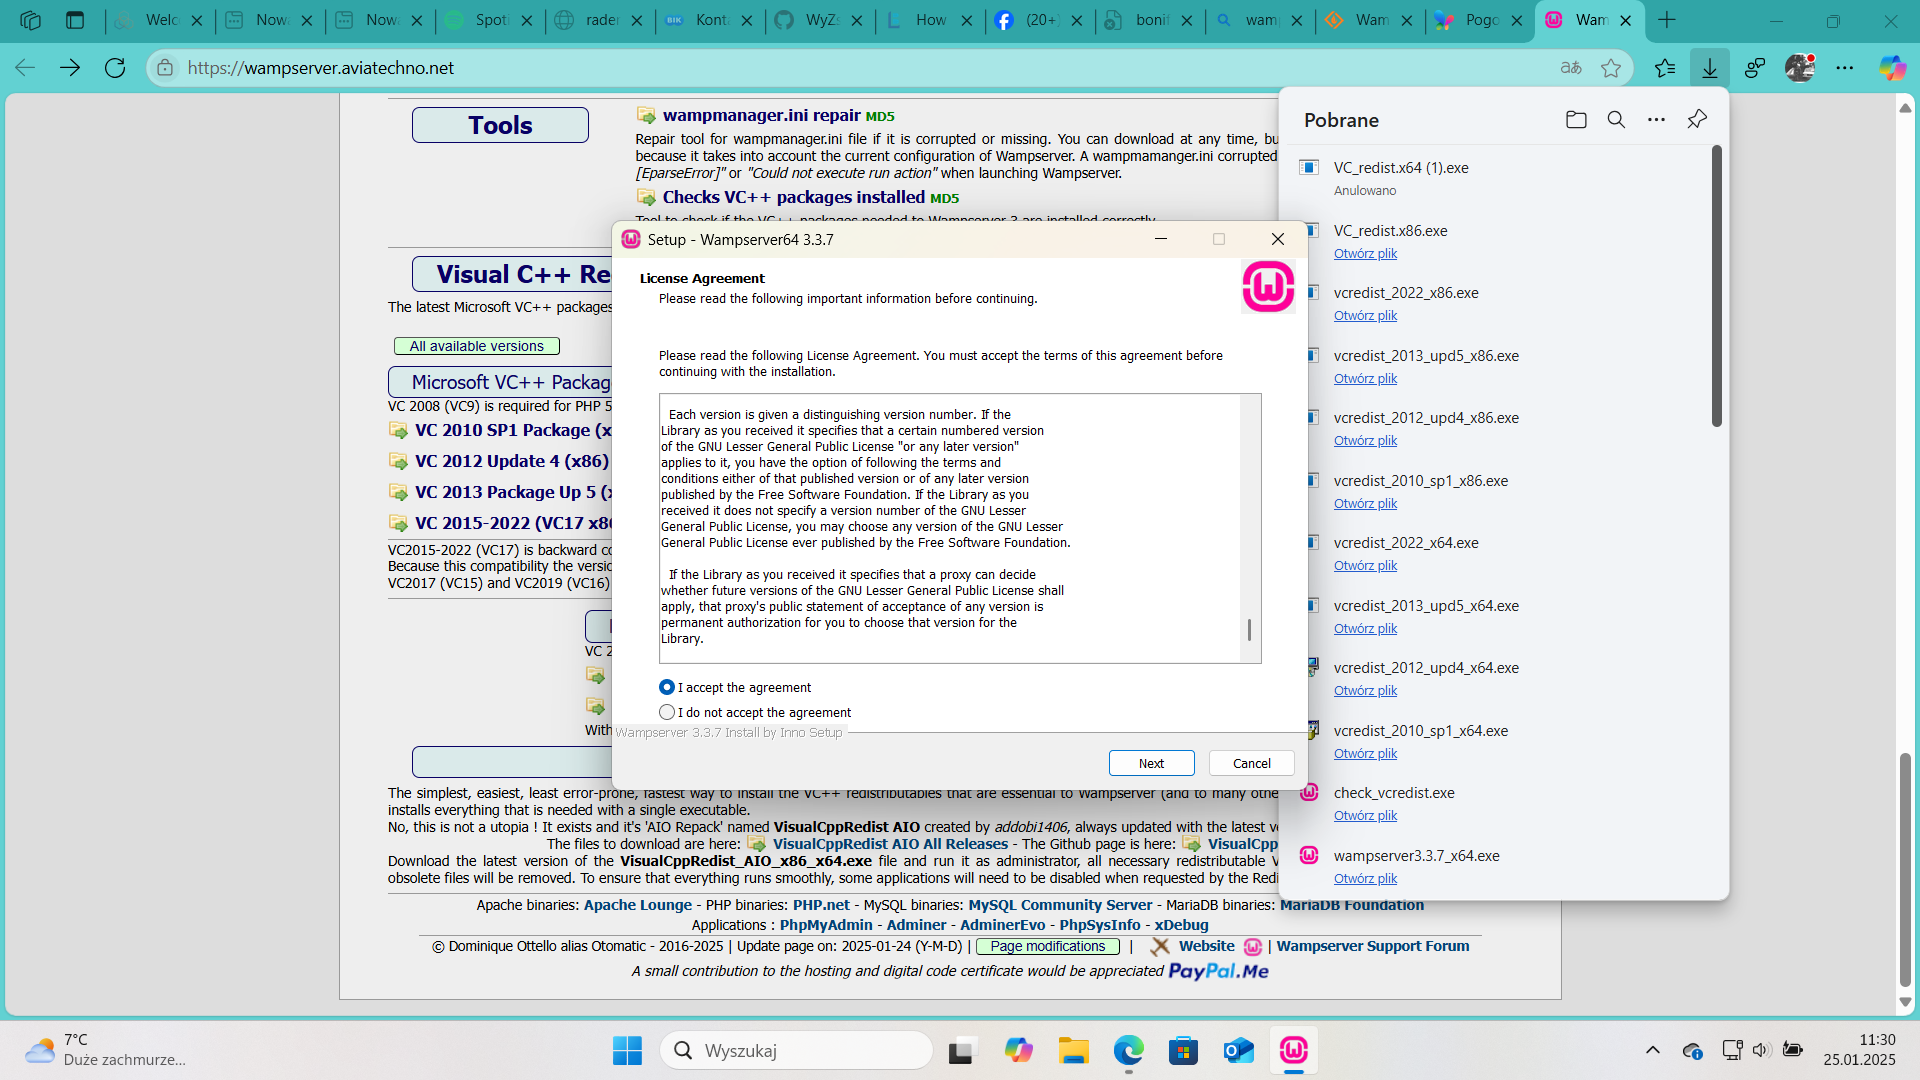 Welc
Nowa
Nowa
Spoti
rader
Konta
WyZs
How
(20+)
bonif
wamp
Wam
Pogo
Wam
https://wampserver.aviatechno.net
Tools
wampmanager.ini repair MD5
Repair tool for wampmanager.ini file if it is corrupted or missing. You can download at any time, bu
because it takes into account the current configuration of Wampserver. A wampmamanger.ini corrupted
[EparseError]" or "Could not execute run action" when launching Wampserver.
Checks VC++ packages installed MD5
Tool to check if the VC++ packages needed to Wampserver 3 are installed correctly
Visual C++ Re
The latest Microsoft VC++ packages
All available versions
Microsoft VC++ Packag
VC 2008 (VC9) is required for PHP 5
VC 2010 SP1 Package (x
VC 2012 Update 4 (x86)
VC 2013 Package Up 5 (x
VC 2015-2022 (VC17 x86
VC2015-2022 (VC17) is backward co
Because this compatibility the versio
VC2017 (VC15) and VC2019 (VC16)
VC 2
With
Setup - Wampserver64 3.3.7
License Agreement
Please read the following important information before continuing.
Please read the following License Agreement. You must accept the terms of this agreement before
continuing with the installation.
Each version is given a distinguishing version number. If the
Library as you received it specifies that a certain numbered version
of the GNU Lesser General Public License "or any later version"
applies to it, you have the option of following the terms and
conditions either of that published version or of any later version
published by the Free Software Foundation. If the Library as you
received it does not specify a version number of the GNU Lesser
General Public License, you may choose any version of the GNU Lesser
General Public License ever published by the Free Software Foundation.
If the Library as you received it specifies that a proxy can decide
whether future versions of the GNU Lesser General Public License shall
apply, that proxy's public statement of acceptance of any version is
permanent authorization for you to choose that version for the
Library.
I accept the agreement
I do not accept the agreement
Wampserver 3.3.7 Install by Inno Setup
Next
Cancel
Pobrane
VC_redist.x64 (1).exe
Anulowano
VC_redist.x86.exe
Otwórz plik
vcredist_2022_x86.exe
Otwórz plik
vcredist_2013_upd5_x86.exe
Otwórz plik
vcredist_2012_upd4_x86.exe
Otwórz plik
vcredist_2010_sp1_x86.exe
Otwórz plik
vcredist_2022_x64.exe
Otwórz plik
vcredist_2013_upd5_x64.exe
Otwórz plik
vcredist_2012_upd4_x64.exe
Otwórz plik
vcredist_2010_sp1_x64.exe
Otwórz plik
check_vcredist.exe
Otwórz plik
wampserver3.3.7_x64.exe
Otwórz plik
The simplest, easiest, least error-prone, fastest way to install the VC++ redistributables that are essential to Wampserver (and to many othe
installs everything that is needed with a single executable.
No, this is not a utopia ! It exists and it's 'AIO Repack' named VisualCppRedist AIO created by addobi1406, always updated with the latest ve
The files to download are here: VisualCppRedist AIO All Releases - The Github page is here: VisualCpp
Download the latest version of the VisualCppRedist_AIO_x86_x64.exe file and run it as administrator, all necessary redistributable V
obsolete files will be removed. To ensure that everything runs smoothly, some applications will need to be disabled when requested by the Redi
Apache binaries: Apache Lounge - PHP binaries: PHP.net - MySQL binaries: MySQL Community Server - MariaDB binaries: MariaDB Foundation
Applications : PhpMyAdmin - Adminer - AdminerEvo - PhpSysInfo - xDebug
© Dominique Ottello alias Otomatic - 2016-2025 | Update page on: 2025-01-24 (Y-M-D) | Page modifications | Website | Wampserver Support Forum
A small contribution to the hosting and digital code certificate would be appreciated PayPal.Me
7°C
Duże zachmurze...
Wyszukaj
11:30
25.01.2025